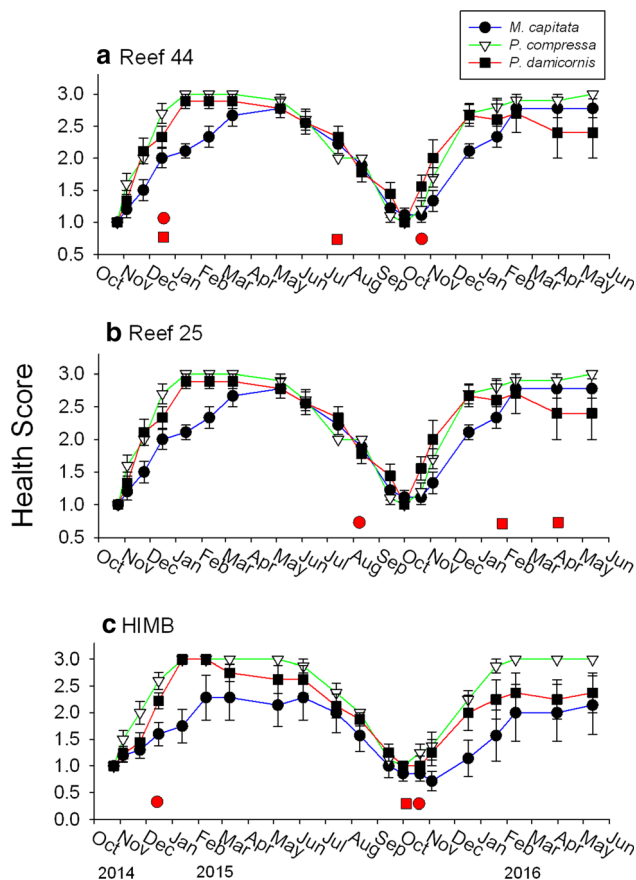 M. capitata
P. compressa
P. damicornis
a Reef 44
3.0
2.5
2.0
1.5
1.0
0.5
Oct Nov Dec Jan Feb Mar Apr May Jun Jul Aug Sep Oct Nov Dec Jan Feb Mar Apr May Jun
b Reef 25
Health Score
3.0
2.5
2.0
1.5
1.0
0.5
Oct Nov Dec Jan Feb Mar Apr May Jun Jul Aug Sep Oct Nov Dec Jan Feb Mar Apr May Jun
c HIMB
3.0
2.5
2.0
1.5
1.0
0.5
0.0
Oct Nov Dec Jan Feb Mar Apr May Jun Jul Aug Sep Oct Nov Dec Jan Feb Mar Apr May Jun
2014 2015 2016